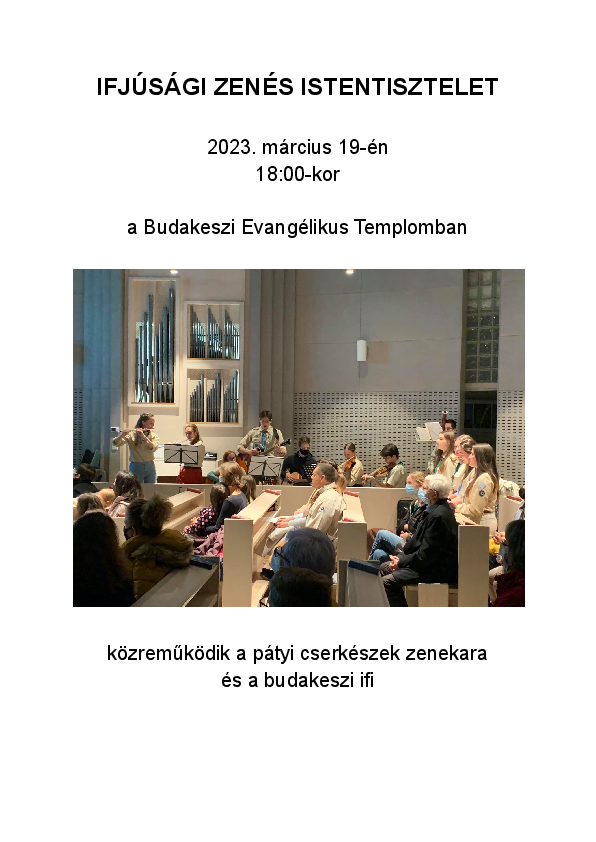 IFJÚSÁGI ZENÉS ISTENTISZTELET
2023. március 19-én
18:00-kor
a Budakeszi Evangélikus Templomban
közreműködik a pátyi cserkészek zenekara
és a budakeszi ifi